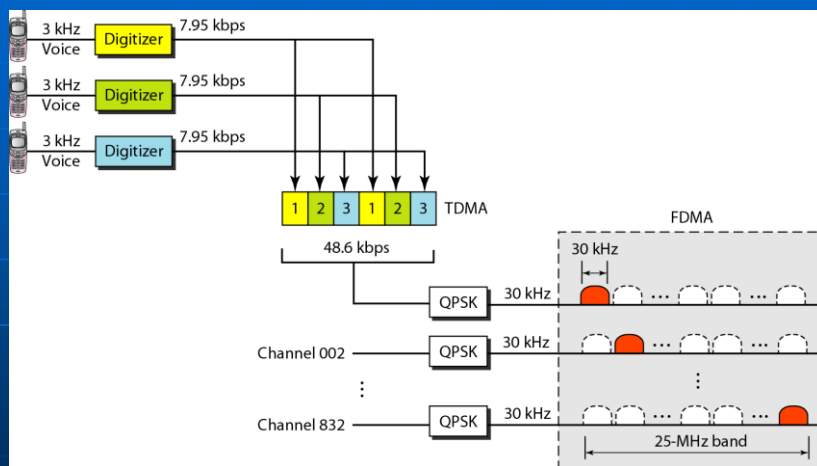 3 kHz
Voice
Digitizer
7.95 kbps
3 kHz
Voice
Digitizer
7.95 kbps
3 kHz
Voice
Digitizer
7.95 kbps
1 2 3 1 2 3 TDMA
48.6 kbps
FDMA
30 kHz
QPSK 30 kHz ... ...
Channel 002 QPSK 30 kHz ... ...
⋮ ⋮
Channel 832 QPSK 30 kHz ... ...
25-MHz band